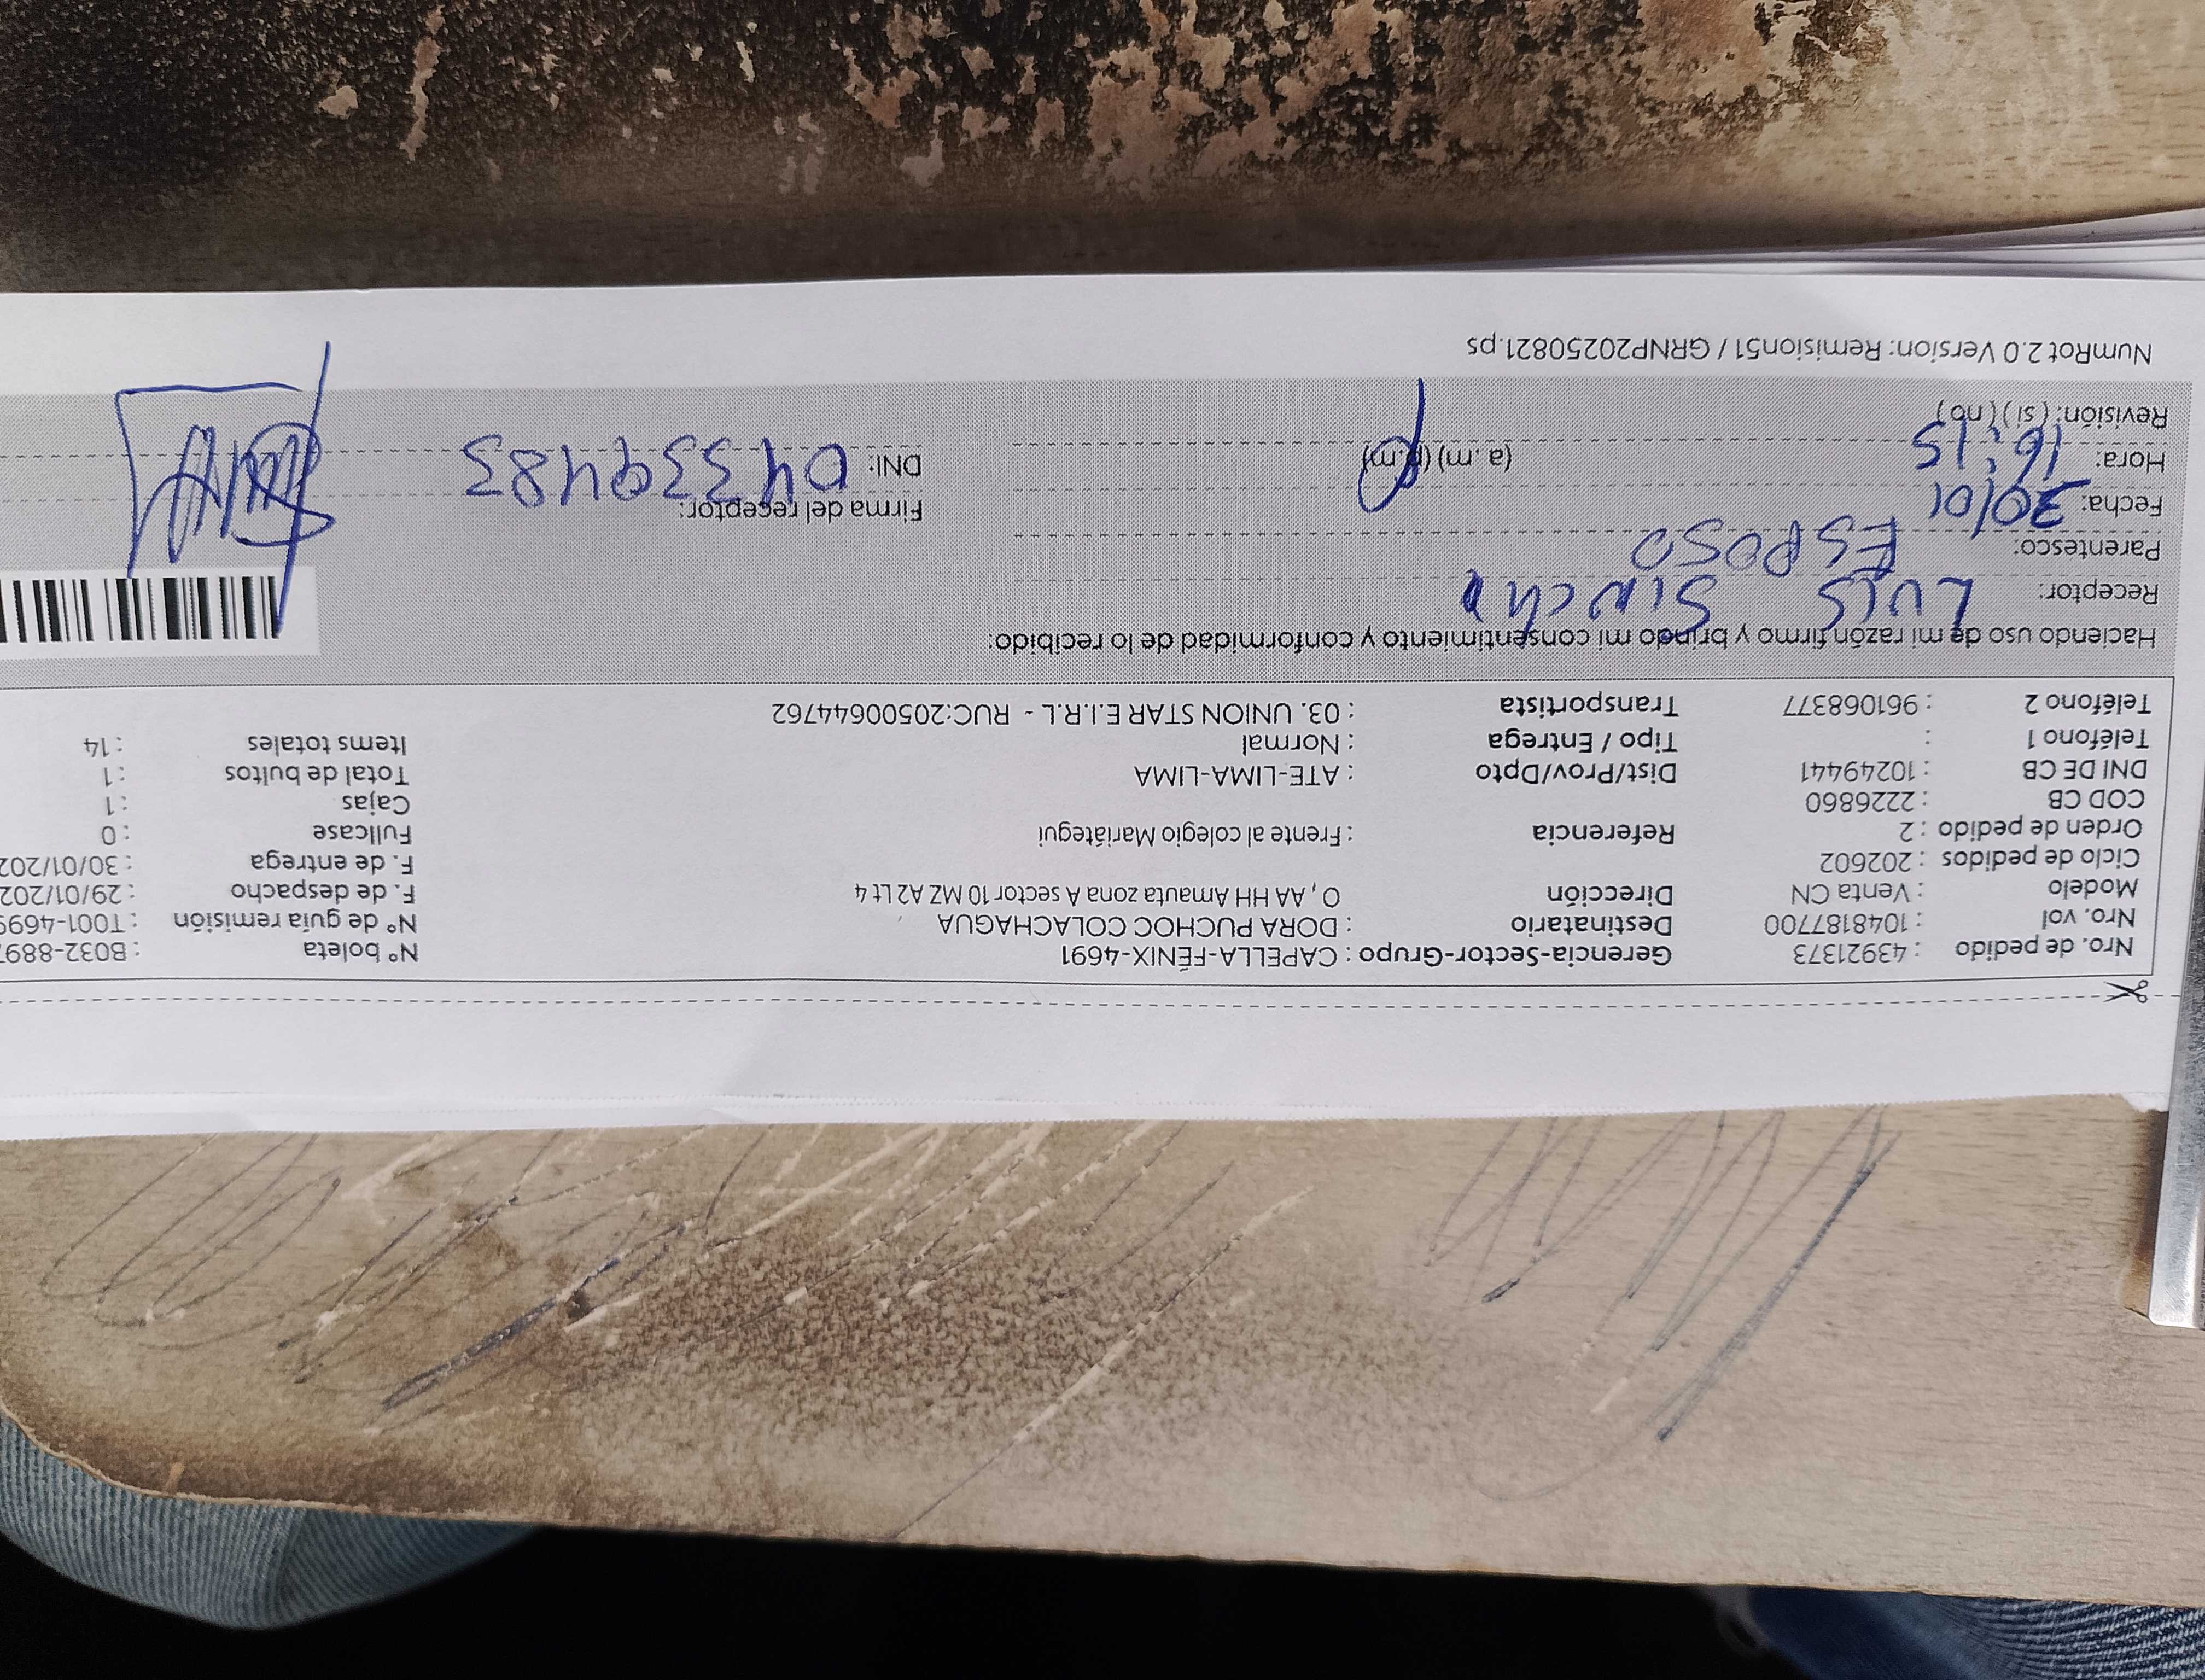 Nro. de pedido : 43921373 Gerencia-Sector-Grupo : CAPELLA-FÉNIX-4691 N° boleta : B032-8897
Nro. vol : 1048187700 Destinatario : DORA PUCHOC COLACHAGUA N° de guía remisión : T001-4699
Modelo : Venta CN Dirección O, AA HH Amauta zona A sector 10 MZ A2 Lt 4 F. de despacho : 29/01/202
Ciclo de pedidos : 202602 F. de entrega : 30/01/202
Orden de pedido : 2 Referencia : Frente al colegio Mariátegui Fullcase : 0
COD CB : 2226860 Cajas : 1
DNI DE CB : 10249441 Dist/Prov/Dpto : ATE-LIMA-LIMA Total de bultos : 1
Teléfono 1 : Tipo / Entrega : Normal Items totales : 14
Teléfono 2 : 961068377 Transportista : 03. UNION STAR E.I.R.L - RUC:20500644762
Haciendo uso de mi razón firmo y brindo mi consentimiento y conformidad de lo recibido:
Receptor: LUIS
Parentesco: ESPOSO
Fecha: 30/01 Firma del receptor:
Hora: 16:15 (a. m) (p.m) DNI: 04339483
Revisión: (si) (no)
NumRot 2.0 Version: Remision51 / GRNP20250821.ps